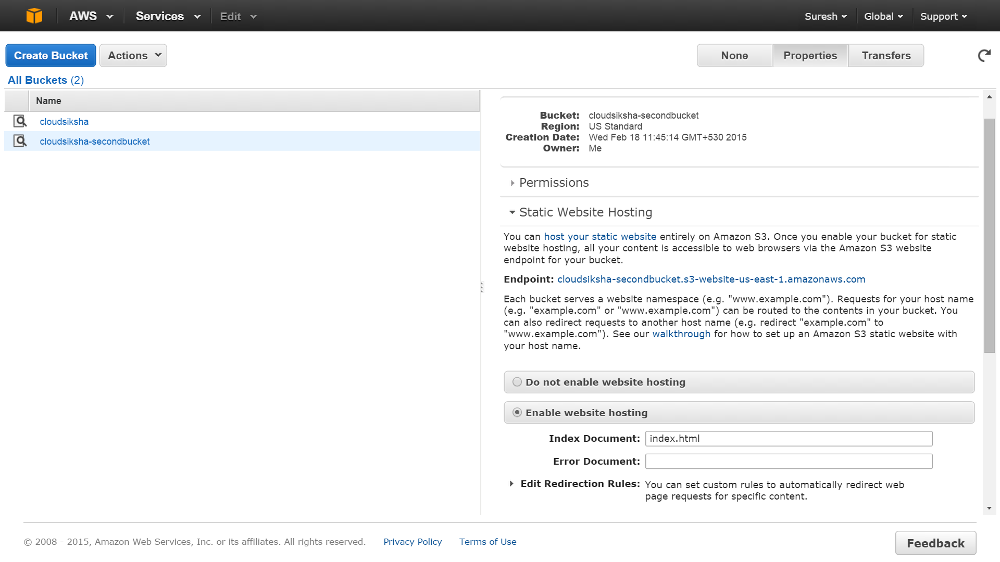 AWS Services Edit Suresh Global Support
Create Bucket Actions None Properties Transfers
All Buckets (2)
Name
cloudsiksha
cloudsiksha-secondbucket
Bucket: cloudsiksha-secondbucket
Region: US Standard
Creation Date: Wed Feb 18 11:45:14 GMT+530 2015
Owner: Me
Permissions
Static Website Hosting
You can host your static website entirely on Amazon S3. Once you enable your bucket for static
website hosting, all your content is accessible to web browsers via the Amazon S3 website
endpoint for your bucket.
Endpoint: cloudsiksha-secondbucket.s3-website-us-east-1.amazonaws.com
Each bucket serves a website namespace (e.g. "www.example.com"). Requests for your host name
(e.g. "example.com" or "www.example.com") can be routed to the contents in your bucket. You
can also redirect requests to another host name (e.g. redirect "example.com" to
"www.example.com"). See our walkthrough for how to set up an Amazon S3 static website with
your host name.
Do not enable website hosting
Enable website hosting
Index Document: index.html
Error Document:
Edit Redirection Rules: You can set custom rules to automatically redirect web
page requests for specific content.
© 2008 - 2015, Amazon Web Services, Inc. or its affiliates. All rights reserved. Privacy Policy Terms of Use
Feedback